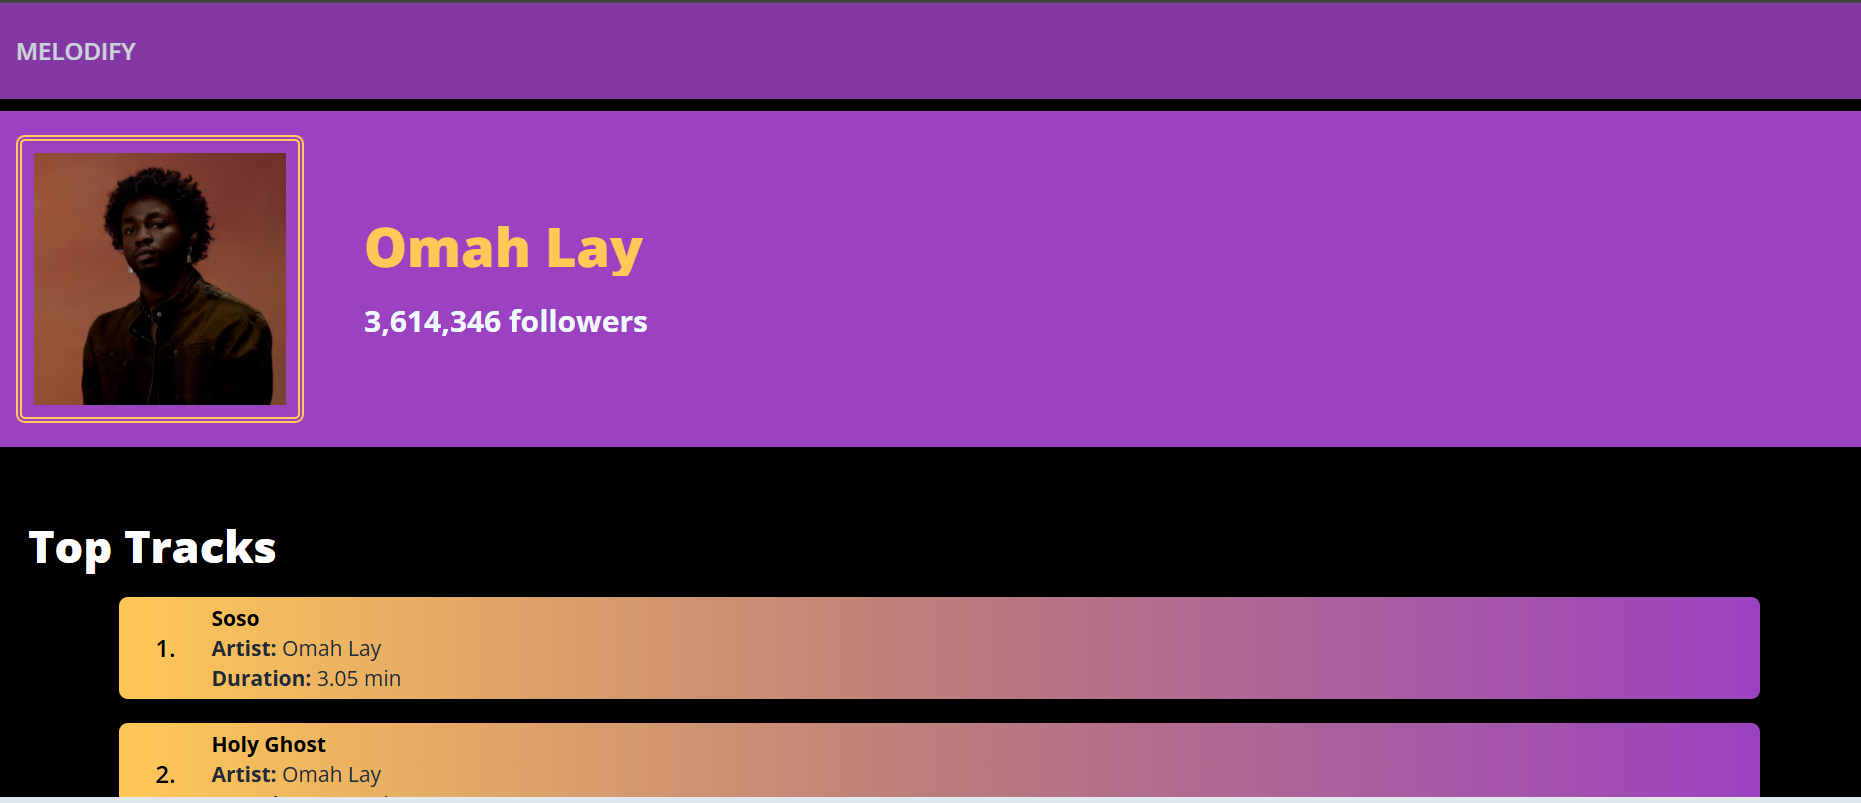 MELODIFY
Omah Lay
3,614,346 followers
Top Tracks
1.
Soso
Artist: Omah Lay
Duration: 3.05 min
2.
Holy Ghost
Artist: Omah Lay